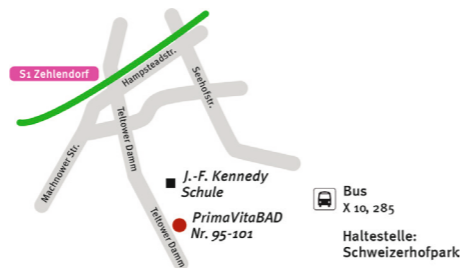 S1 Zehlendorf
Hampsteadstr.
Seehofstr.
Machnower Str.
Teltower Damm
J.-F. Kennedy
Schule
PrimaVitaBAD
Nr. 95-101
Teltower Damm
Bus
X 10, 285
Haltestelle:
Schweizerhofpark